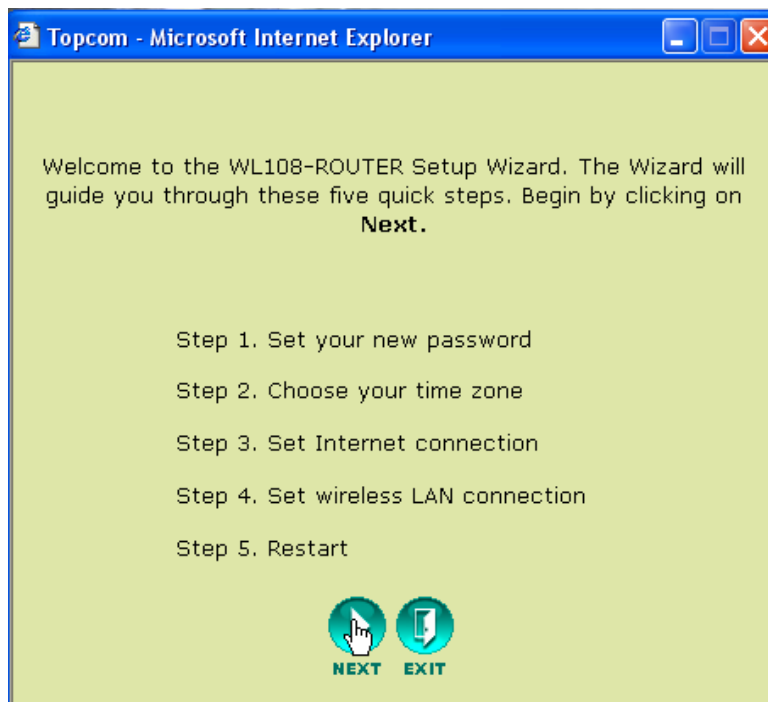 Topcom - Microsoft Internet Explorer
Welcome to the WL108-ROUTER Setup Wizard. The Wizard will
guide you through these five quick steps. Begin by clicking on
Next.
Step 1. Set your new password
Step 2. Choose your time zone
Step 3. Set Internet connection
Step 4. Set wireless LAN connection
Step 5. Restart
NEXT EXIT